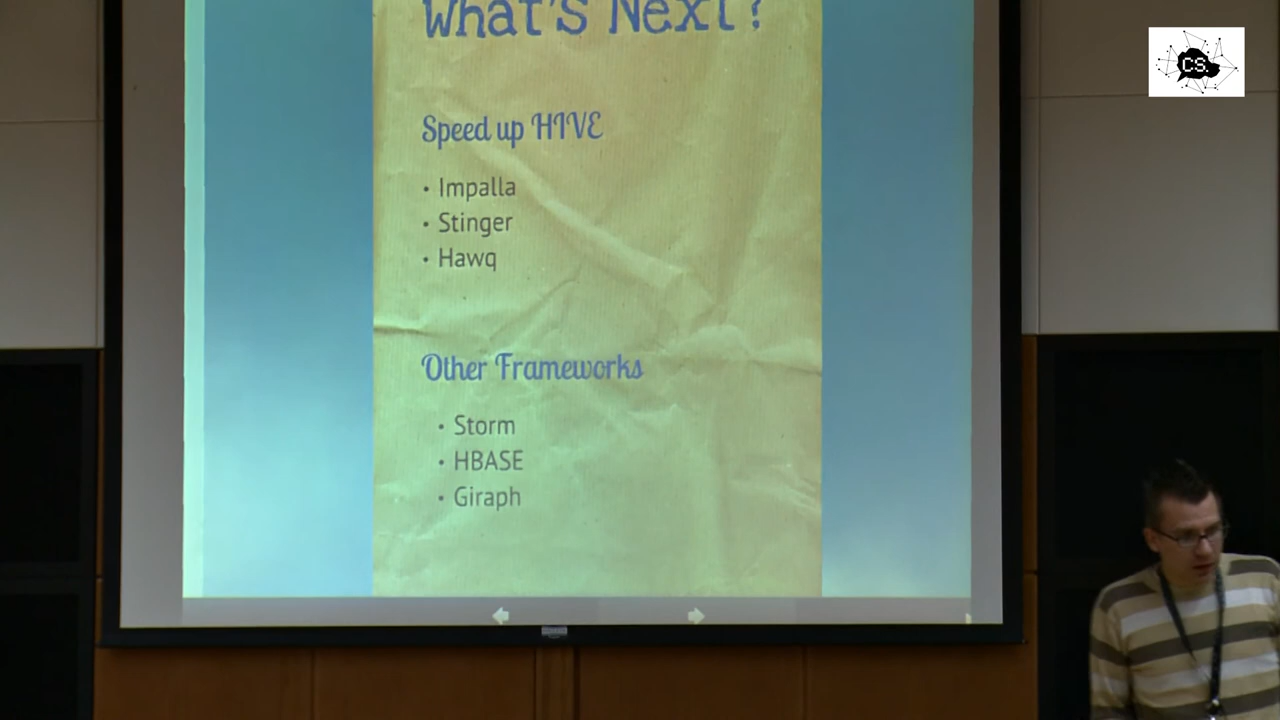 What's Next?
Speed up HIVE
• Impalla
• Stinger
• Hawq
Other Frameworks
• Storm
• HBASE
• Giraph
CS.